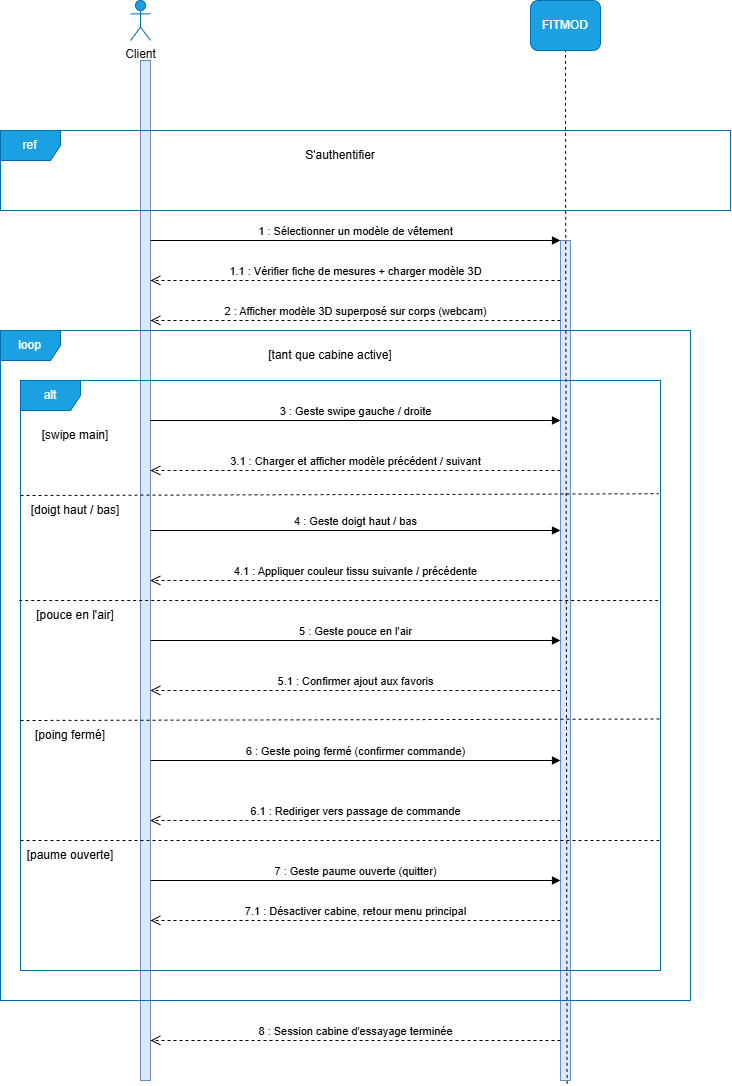 FITMOD
Client
ref
S'authentifier
1 : Sélectionner un modèle de vêtement
1.1 : Vérifier fiche de mesures + charger modèle 3D
2 : Afficher modèle 3D superposé sur corps (webcam)
loop
[tant que cabine active]
alt
3 : Geste swipe gauche / droite
[swipe main]
3.1 : Charger et afficher modèle précédent / suivant
[doigt haut / bas]
4 : Geste doigt haut / bas
4.1 : Appliquer couleur tissu suivante / précédente
[pouce en l'air]
5 : Geste pouce en l'air
5.1 : Confirmer ajout aux favoris
[poing fermé]
6 : Geste poing fermé (confirmer commande)
6.1 : Rediriger vers passage de commande
[paume ouverte]
7 : Geste paume ouverte (quitter)
7.1 : Désactiver cabine, retour menu principal
8 : Session cabine d'essayage terminée